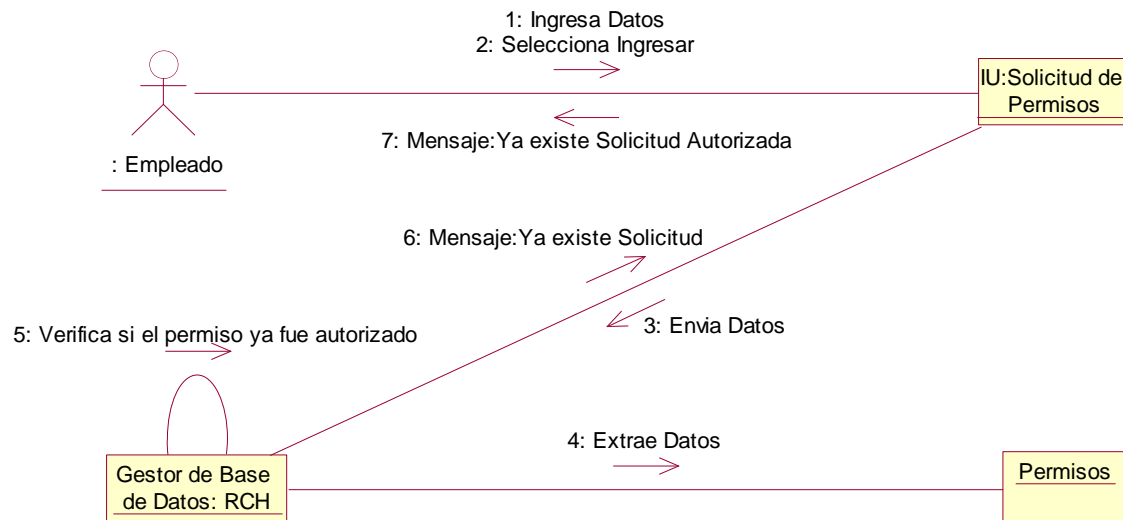 1: Ingresa Datos
2: Selecciona Ingresar
IU:Solicitud de
Permisos
7: Mensaje:Ya existe Solicitud Autorizada
: Empleado
6: Mensaje:Ya existe Solicitud
3: Envia Datos
5: Verifica si el permiso ya fue autorizado
4: Extrae Datos
Gestor de Base
de Datos: RCH
Permisos